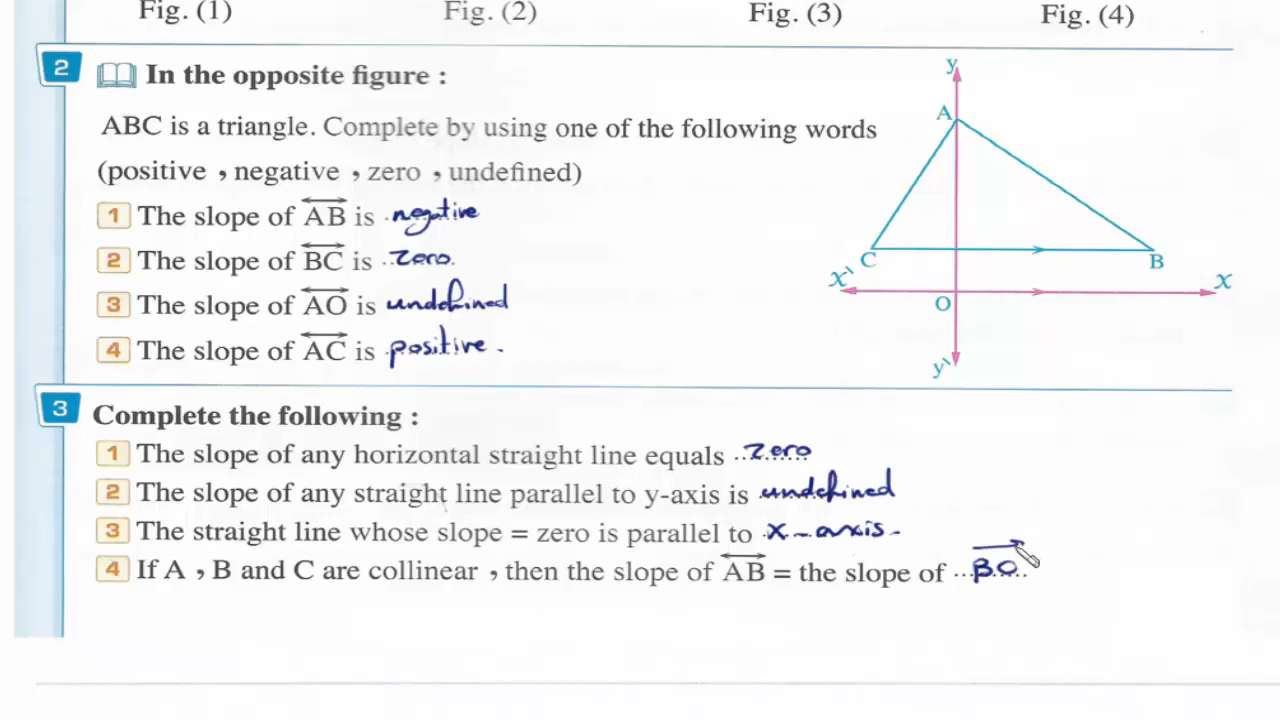 Fig. (1) Fig. (2) Fig. (3) Fig. (4)
2 In the opposite figure :
ABC is a triangle. Complete by using one of the following words
(positive , negative , zero , undefined)
1 The slope of AB is negative
2 The slope of BC is zero
3 The slope of AO is undefined
4 The slope of AC is positive
y
A
C
B
x'
x
O
y'
3 Complete the following :
1 The slope of any horizontal straight line equals zero
2 The slope of any straight line parallel to y-axis is undefined
3 The straight line whose slope = zero is parallel to x-axis
4 If A , B and C are collinear , then the slope of AB = the slope of BC